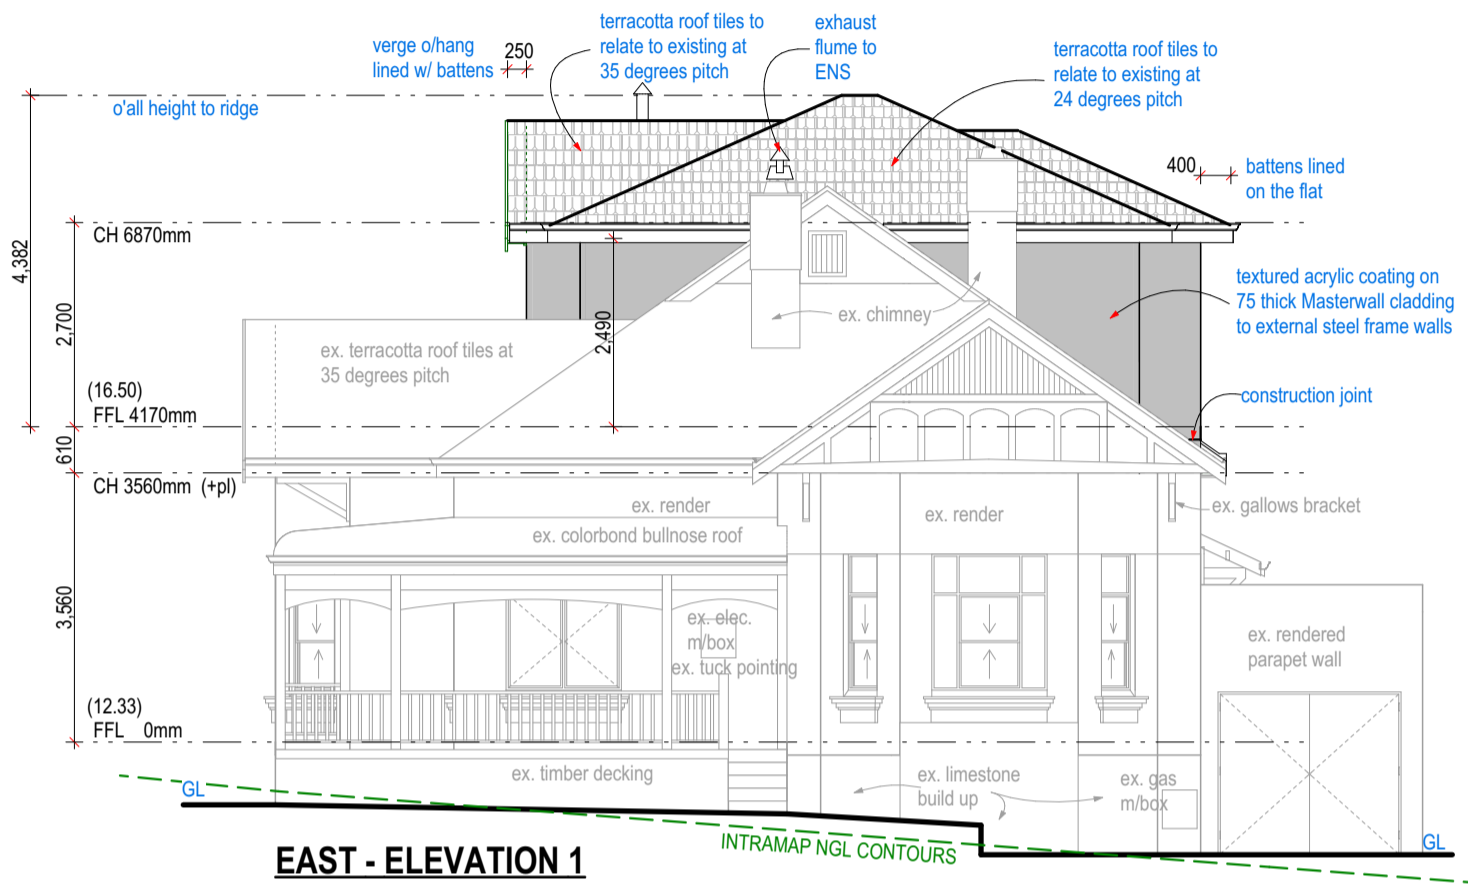 terracotta roof tiles to
relate to existing at
35 degrees pitch
exhaust
flume to
ENS
verge o/hang
lined w/ battens
250
terracotta roof tiles to
relate to existing at
24 degrees pitch
o'all height to ridge
400
battens lined
on the flat
CH 6870mm
4,382
2,700
2,490
textured acrylic coating on
75 thick Masterwall cladding
to external steel frame walls
ex. chimney
ex. terracotta roof tiles at
35 degrees pitch
(16.50)
FFL 4170mm
construction joint
610
CH 3560mm (+pl)
ex. render
ex. render
ex. gallows bracket
ex. colorbond bullnose roof
3,560
ex. elec.
m/box
ex. tuck pointing
ex. rendered
parapet wall
(12.33)
FFL 0mm
ex. timber decking
ex. limestone
build up
ex. gas
m/box
GL
INTRAMAP NGL CONTOURS
GL
EAST - ELEVATION 1